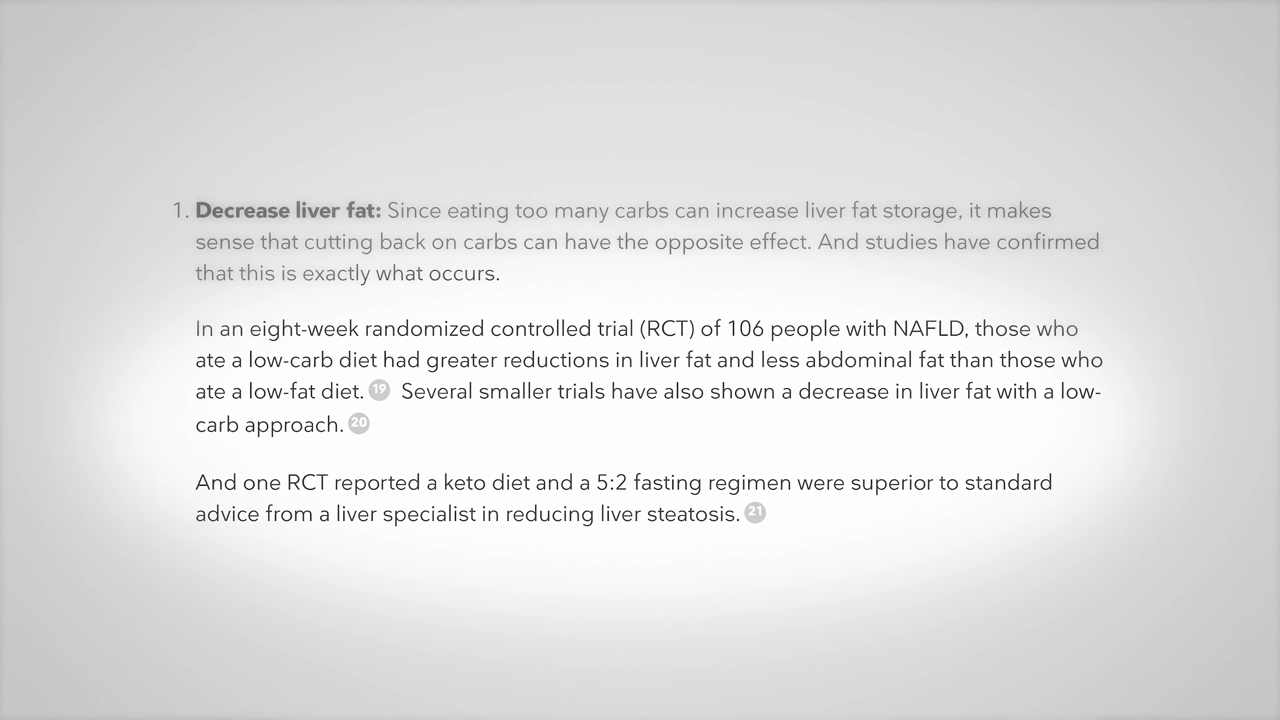 1. Decrease liver fat: Since eating too many carbs can increase liver fat storage, it makes
sense that cutting back on carbs can have the opposite effect. And studies have confirmed
that this is exactly what occurs.
In an eight-week randomized controlled trial (RCT) of 106 people with NAFLD, those who
ate a low-carb diet had greater reductions in liver fat and less abdominal fat than those who
ate a low-fat diet. 19 Several smaller trials have also shown a decrease in liver fat with a low-
carb approach. 20
And one RCT reported a keto diet and a 5:2 fasting regimen were superior to standard
advice from a liver specialist in reducing liver steatosis. 21